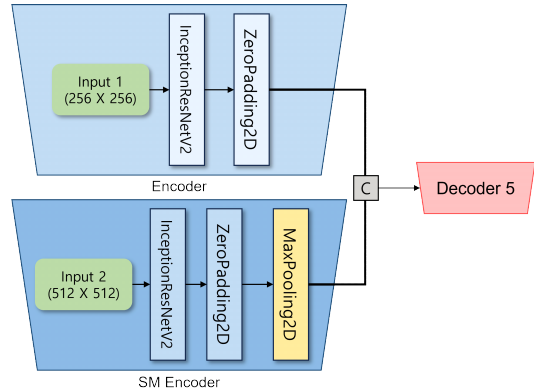 Input 1
(256 X 256)
InceptionResNetV2
ZeroPadding2D
Encoder
C
Decoder 5
Input 2
(512 X 512)
InceptionResNetV2
ZeroPadding2D
MaxPooling2D
SM Encoder